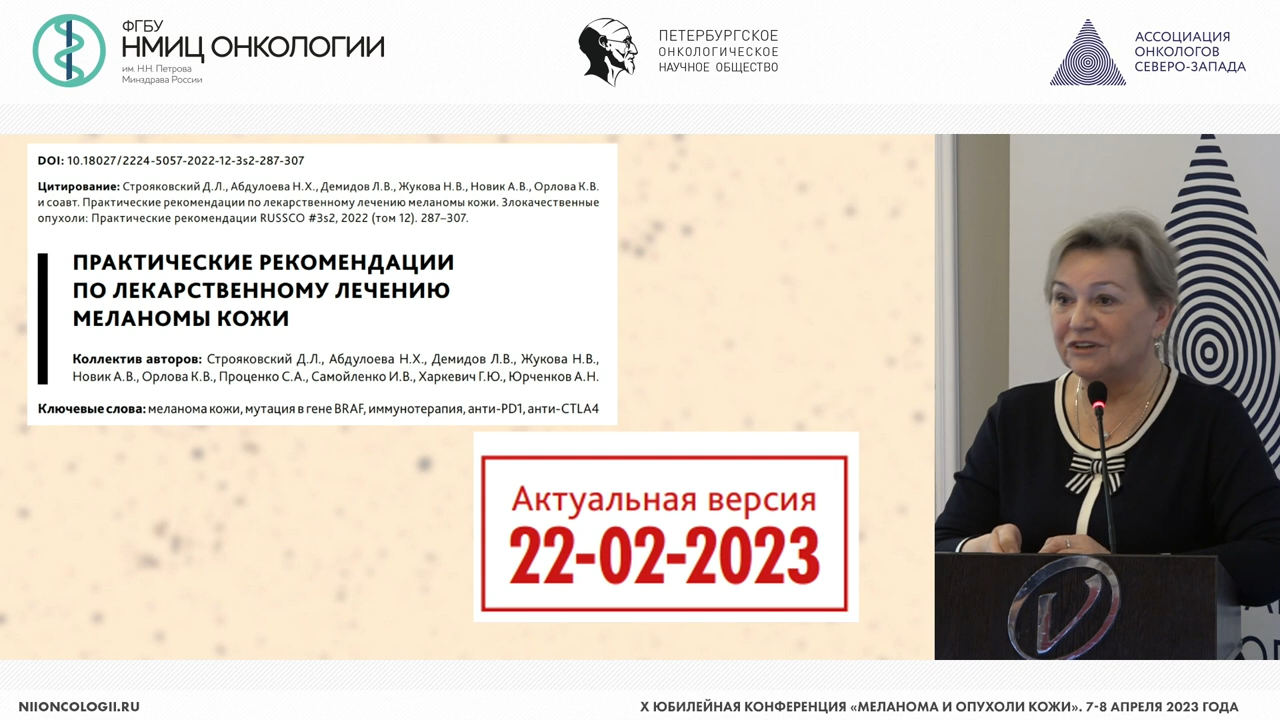 ФГБУ
НМИЦ ОНКОЛОГИИ
им. Н.Н. Петрова
Минздрава России
ПЕТЕРБУРГСКОЕ
ОНКОЛОГИЧЕСКОЕ
НАУЧНОЕ ОБЩЕСТВО
АССОЦИАЦИЯ
ОНКОЛОГОВ
СЕВЕРО-ЗАПАДА
DOI: 10.18027/2224-5057-2022-12-3s2-287-307
Цитирование: Строяковский Д.Л., Абдулоева Н.Х., Демидов Л.В., Жукова Н.В., Новик А.В., Орлова К.В.
и соавт. Практические рекомендации по лекарственному лечению меланомы кожи. Злокачественные
опухоли: Практические рекомендации RUSSCO #3s2, 2022 (том 12). 287–307.
ПРАКТИЧЕСКИЕ РЕКОМЕНДАЦИИ
ПО ЛЕКАРСТВЕННОМУ ЛЕЧЕНИЮ
МЕЛАНОМЫ КОЖИ
Коллектив авторов: Строяковский Д.Л., Абдулоева Н.Х., Демидов Л.В., Жукова Н.В.,
Новик А.В., Орлова К.В., Проценко С.А., Самойленко И.В., Харкевич Г.Ю., Юрченков А.Н.
Ключевые слова: меланома кожи, мутация в гене BRAF, иммунотерапия, анти-PD1, анти-CTLA4
Актуальная версия
22-02-2023
NIIONCOLOGII.RU
X ЮБИЛЕЙНАЯ КОНФЕРЕНЦИЯ «МЕЛАНОМА И ОПУХОЛИ КОЖИ». 7-8 АПРЕЛЯ 2023 ГОДА